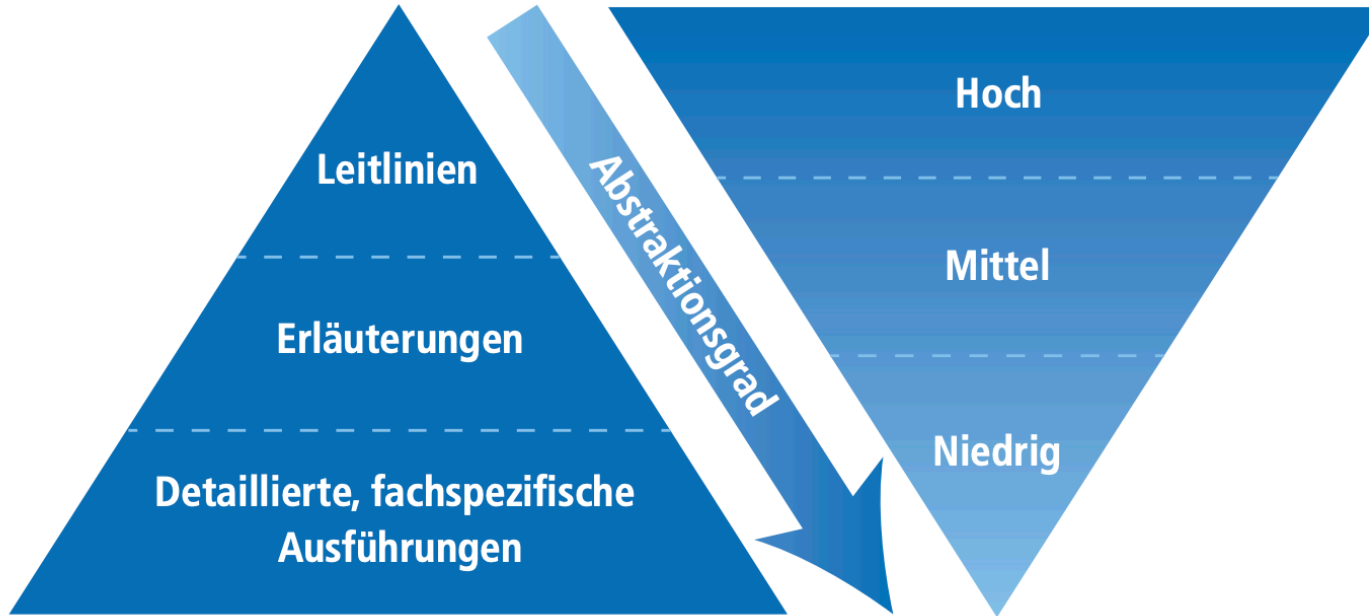 Leitlinien
Erläuterungen
Detaillierte, fachspezifische
Ausführungen
Abstraktionsgrad
Hoch
Mittel
Niedrig